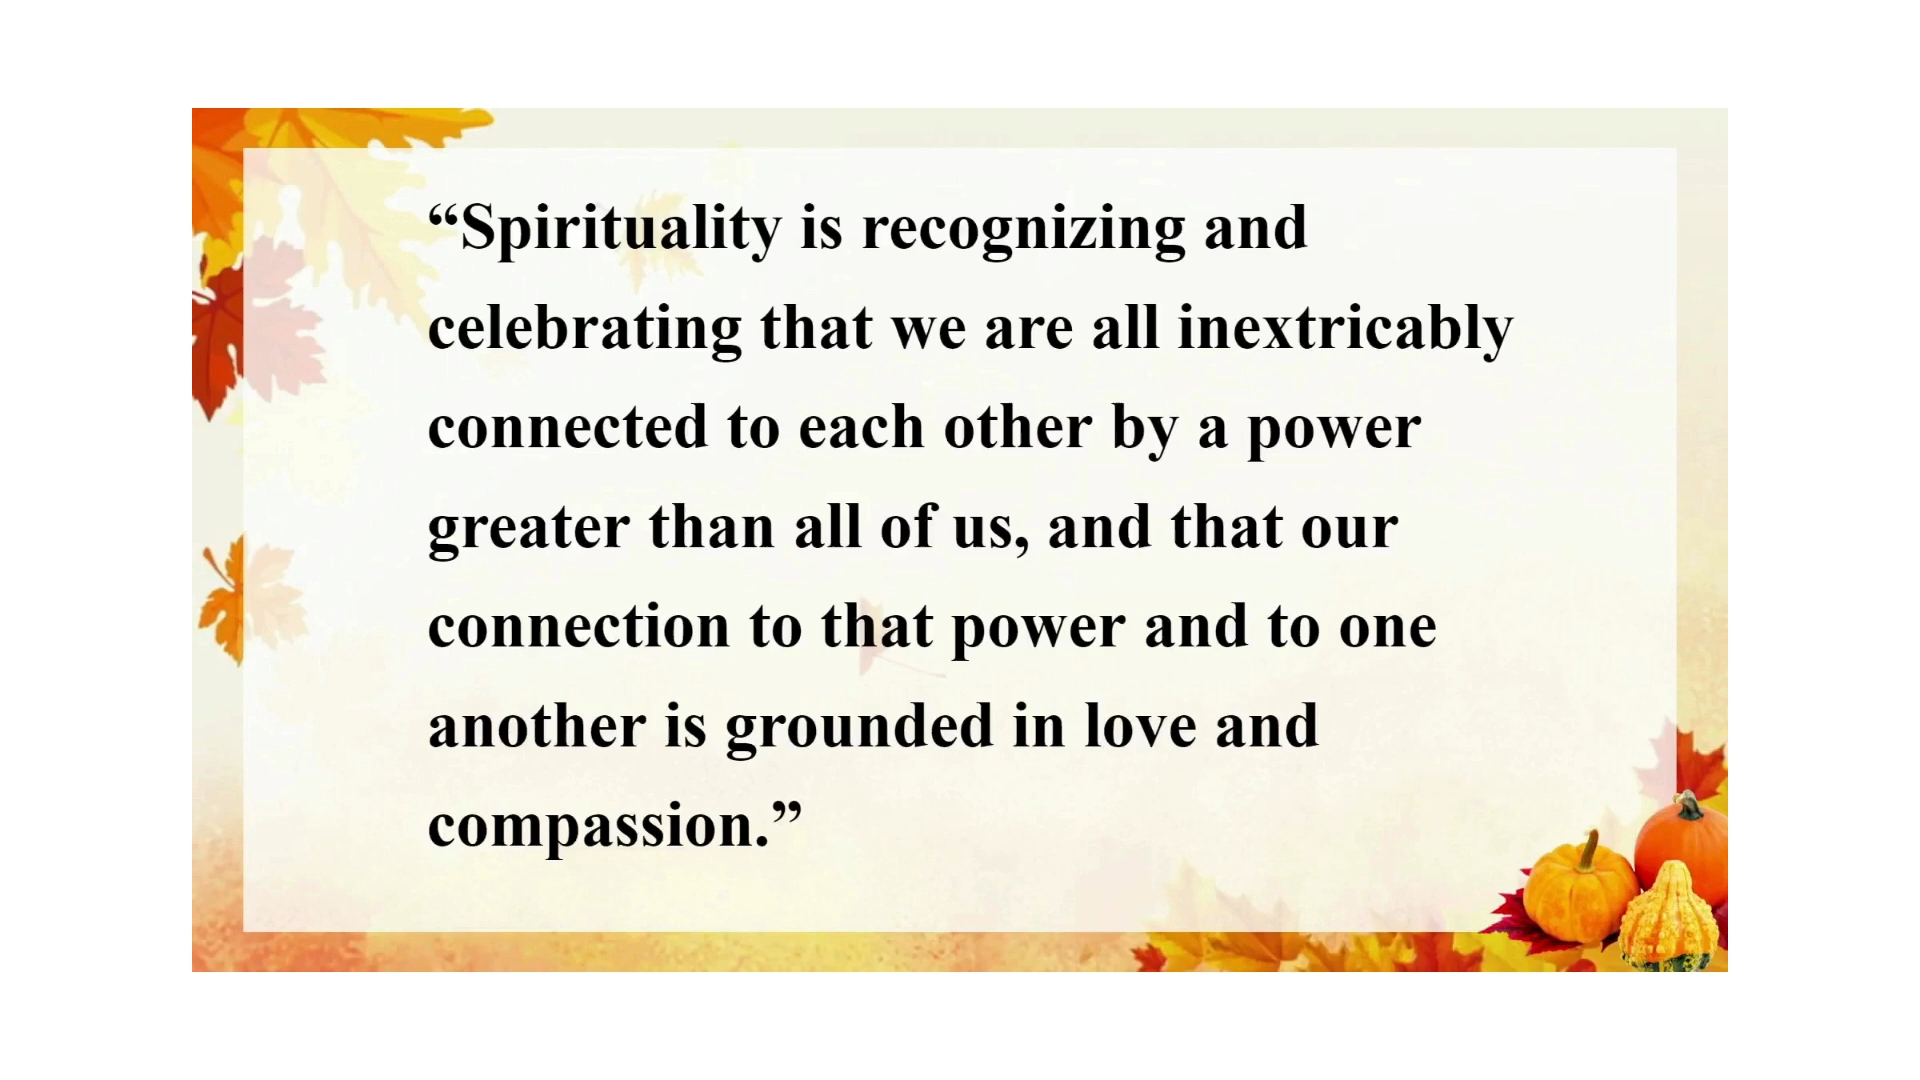 “Spirituality is recognizing and
celebrating that we are all inextricably
connected to each other by a power
greater than all of us, and that our
connection to that power and to one
another is grounded in love and
compassion.”